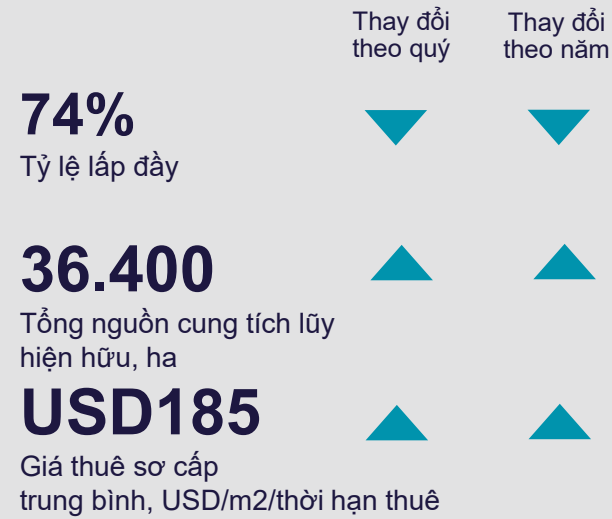 Thay đổi
theo quý
Thay đổi
theo năm
74%
Tỷ lệ lấp đầy
36.400
Tổng nguồn cung tích lũy
hiện hữu, ha
USD185
Giá thuê sơ cấp
trung bình, USD/m2/thời hạn thuê